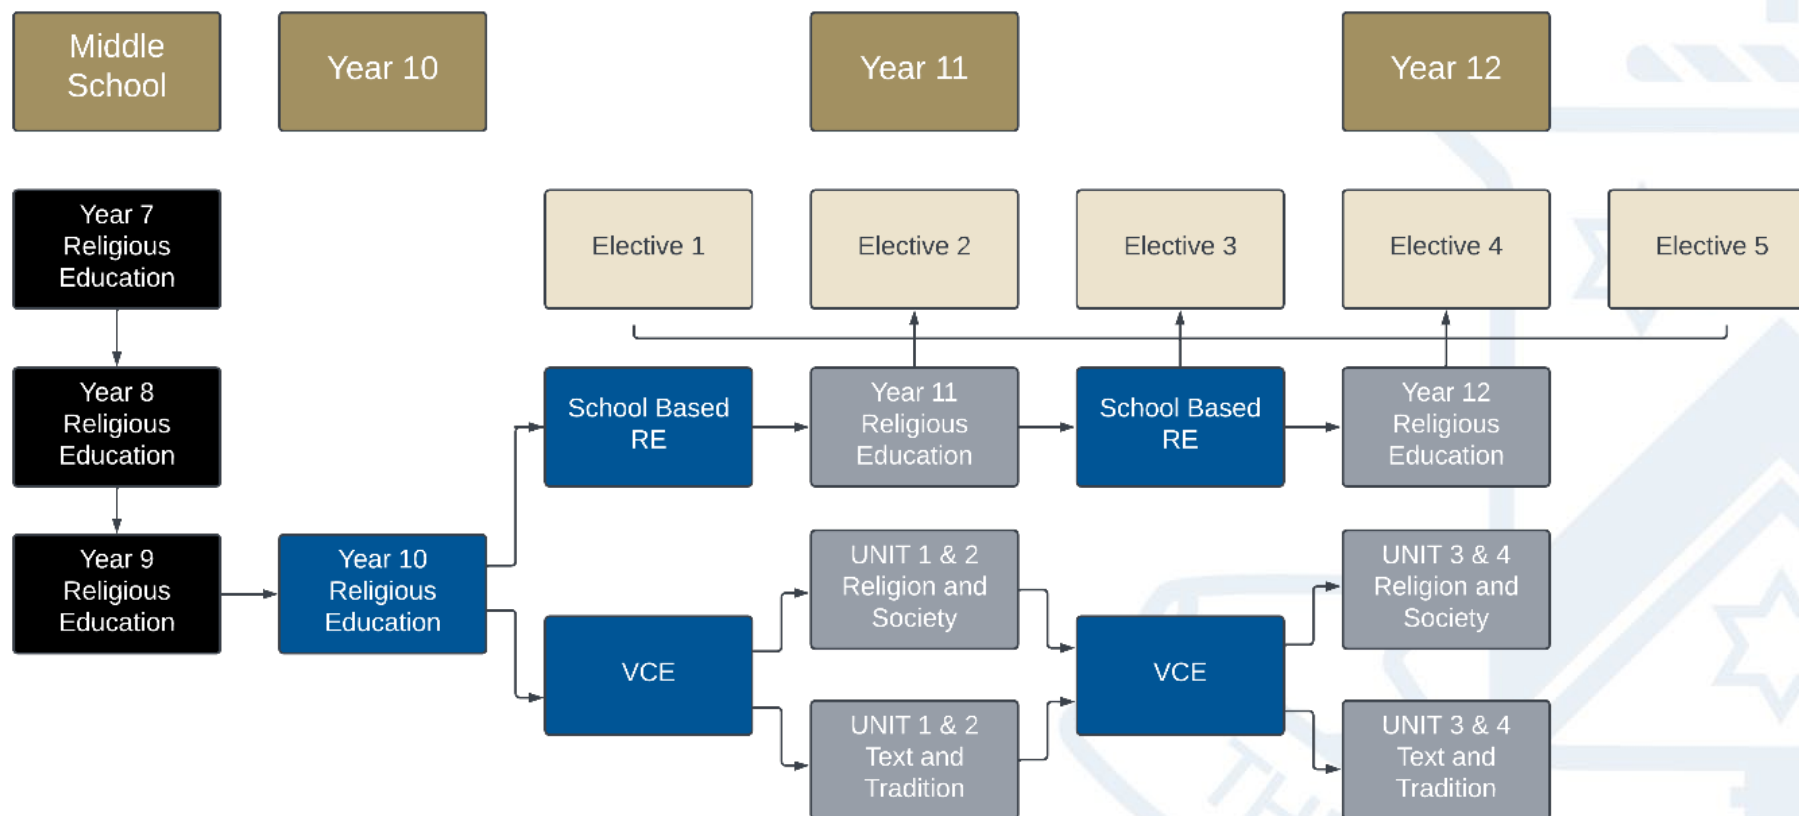 Middle
School
Year 10
Year 11
Year 12
Year 7
Religious
Education
Elective 1
Elective 2
Elective 3
Elective 4
Elective 5
Year 8
Religious
Education
School Based
RE
Year 11
Religious
Education
School Based
RE
Year 12
Religious
Education
Year 9
Religious
Education
Year 10
Religious
Education
VCE
UNIT 1 & 2
Religion and
Society
VCE
UNIT 3 & 4
Religion and
Society
UNIT 1 & 2
Text and
Tradition
UNIT 3 & 4
Text and
Tradition